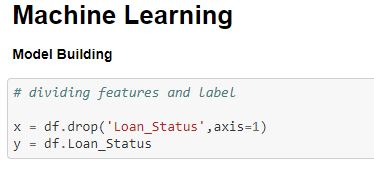 Machine Learning
Model Building
# dividing features and label
x = df.drop('Loan_Status',axis=1)
y = df.Loan_Status